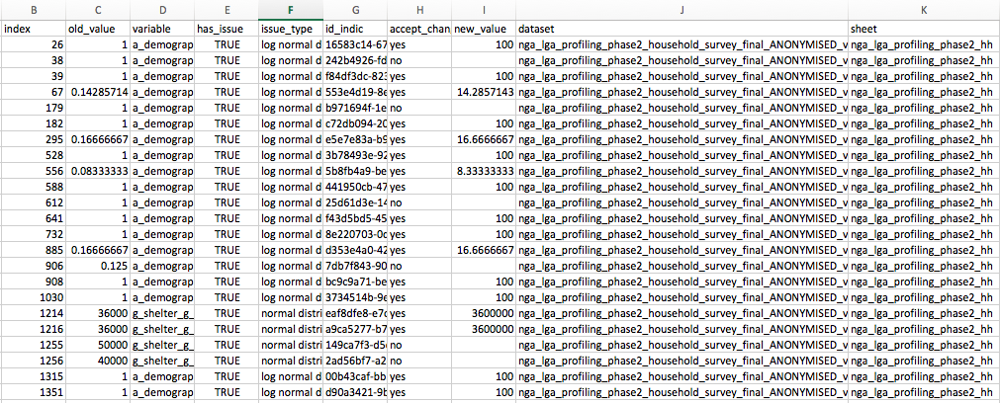 B C D E F G H I J K
index old_value variable has_issue issue_type id_indic accept_chan new_value dataset sheet
26 1 a_demograp TRUE log normal d 16583c14-67 yes 100 nga_lga_profiling_phase2_household_survey_final_ANONYMISED_v nga_lga_profiling_phase2_hh
38 1 a_demograp TRUE log normal d 242b4926-fd no nga_lga_profiling_phase2_household_survey_final_ANONYMISED_v nga_lga_profiling_phase2_hh
39 1 a_demograp TRUE log normal d f84df3dc-823 yes 100 nga_lga_profiling_phase2_household_survey_final_ANONYMISED_v nga_lga_profiling_phase2_hh
67 0.14285714 a_demograp TRUE log normal d 553e4d19-8e yes 14.2857143 nga_lga_profiling_phase2_household_survey_final_ANONYMISED_v nga_lga_profiling_phase2_hh
179 1 a_demograp TRUE log normal d b971694f-1e no nga_lga_profiling_phase2_household_survey_final_ANONYMISED_v nga_lga_profiling_phase2_hh
182 1 a_demograp TRUE log normal d c72db094-20 yes 100 nga_lga_profiling_phase2_household_survey_final_ANONYMISED_v nga_lga_profiling_phase2_hh
295 0.16666667 a_demograp TRUE log normal d e5e7e83a-b9 yes 16.6666667 nga_lga_profiling_phase2_household_survey_final_ANONYMISED_v nga_lga_profiling_phase2_hh
528 1 a_demograp TRUE log normal d 3b78493e-92 yes 100 nga_lga_profiling_phase2_household_survey_final_ANONYMISED_v nga_lga_profiling_phase2_hh
556 0.08333333 a_demograp TRUE log normal d 5b8fb4a9-be yes 8.33333333 nga_lga_profiling_phase2_household_survey_final_ANONYMISED_v nga_lga_profiling_phase2_hh
588 1 a_demograp TRUE log normal d 441950cb-47 yes 100 nga_lga_profiling_phase2_household_survey_final_ANONYMISED_v nga_lga_profiling_phase2_hh
612 1 a_demograp TRUE log normal d 25d61d3e-14 no nga_lga_profiling_phase2_household_survey_final_ANONYMISED_v nga_lga_profiling_phase2_hh
641 1 a_demograp TRUE log normal d f43d5bd5-45 yes 100 nga_lga_profiling_phase2_household_survey_final_ANONYMISED_v nga_lga_profiling_phase2_hh
732 1 a_demograp TRUE log normal d 8e220703-0c yes 100 nga_lga_profiling_phase2_household_survey_final_ANONYMISED_v nga_lga_profiling_phase2_hh
885 0.16666667 a_demograp TRUE log normal d d353e4a0-42 yes 16.6666667 nga_lga_profiling_phase2_household_survey_final_ANONYMISED_v nga_lga_profiling_phase2_hh
906 0.125 a_demograp TRUE log normal d 7db7f843-90 no nga_lga_profiling_phase2_household_survey_final_ANONYMISED_v nga_lga_profiling_phase2_hh
908 1 a_demograp TRUE log normal d bc9c9a71-be yes 100 nga_lga_profiling_phase2_household_survey_final_ANONYMISED_v nga_lga_profiling_phase2_hh
1030 1 a_demograp TRUE log normal d 3734514b-9e yes 100 nga_lga_profiling_phase2_household_survey_final_ANONYMISED_v nga_lga_profiling_phase2_hh
1214 36000 g_shelter_g_ TRUE normal distri eaf8dfe8-e7c yes 3600000 nga_lga_profiling_phase2_household_survey_final_ANONYMISED_v nga_lga_profiling_phase2_hh
1216 36000 g_shelter_g_ TRUE normal distri a9ca5277-b7 yes 3600000 nga_lga_profiling_phase2_household_survey_final_ANONYMISED_v nga_lga_profiling_phase2_hh
1255 50000 g_shelter_g_ TRUE normal distri 149ca7f3-d5 no nga_lga_profiling_phase2_household_survey_final_ANONYMISED_v nga_lga_profiling_phase2_hh
1256 40000 g_shelter_g_ TRUE normal distri 2ad56bf7-a2 no nga_lga_profiling_phase2_household_survey_final_ANONYMISED_v nga_lga_profiling_phase2_hh
1315 1 a_demograp TRUE log normal d 00b43caf-bb yes 100 nga_lga_profiling_phase2_household_survey_final_ANONYMISED_v nga_lga_profiling_phase2_hh
1351 1 a_demograp TRUE log normal d d90a3421-9b yes 100 nga_lga_profiling_phase2_household_survey_final_ANONYMISED_v nga_lga_profiling_phase2_hh